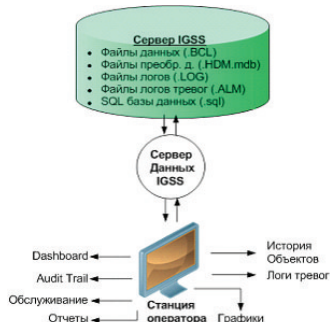 Сервер IGSS
• Файлы данных (.BCL)
• Файлы преобр. д. (.HDM.mdb)
• Файлы логов (.LOG)
• Файлы логов тревог (.ALM)
• SQL базы данных (.sql)
Сервер
Данных
IGSS
Dashboard
Audit Trail
Обслуживание
Отчеты
Станция
оператора
История
Объектов
Логи тревог
Графики